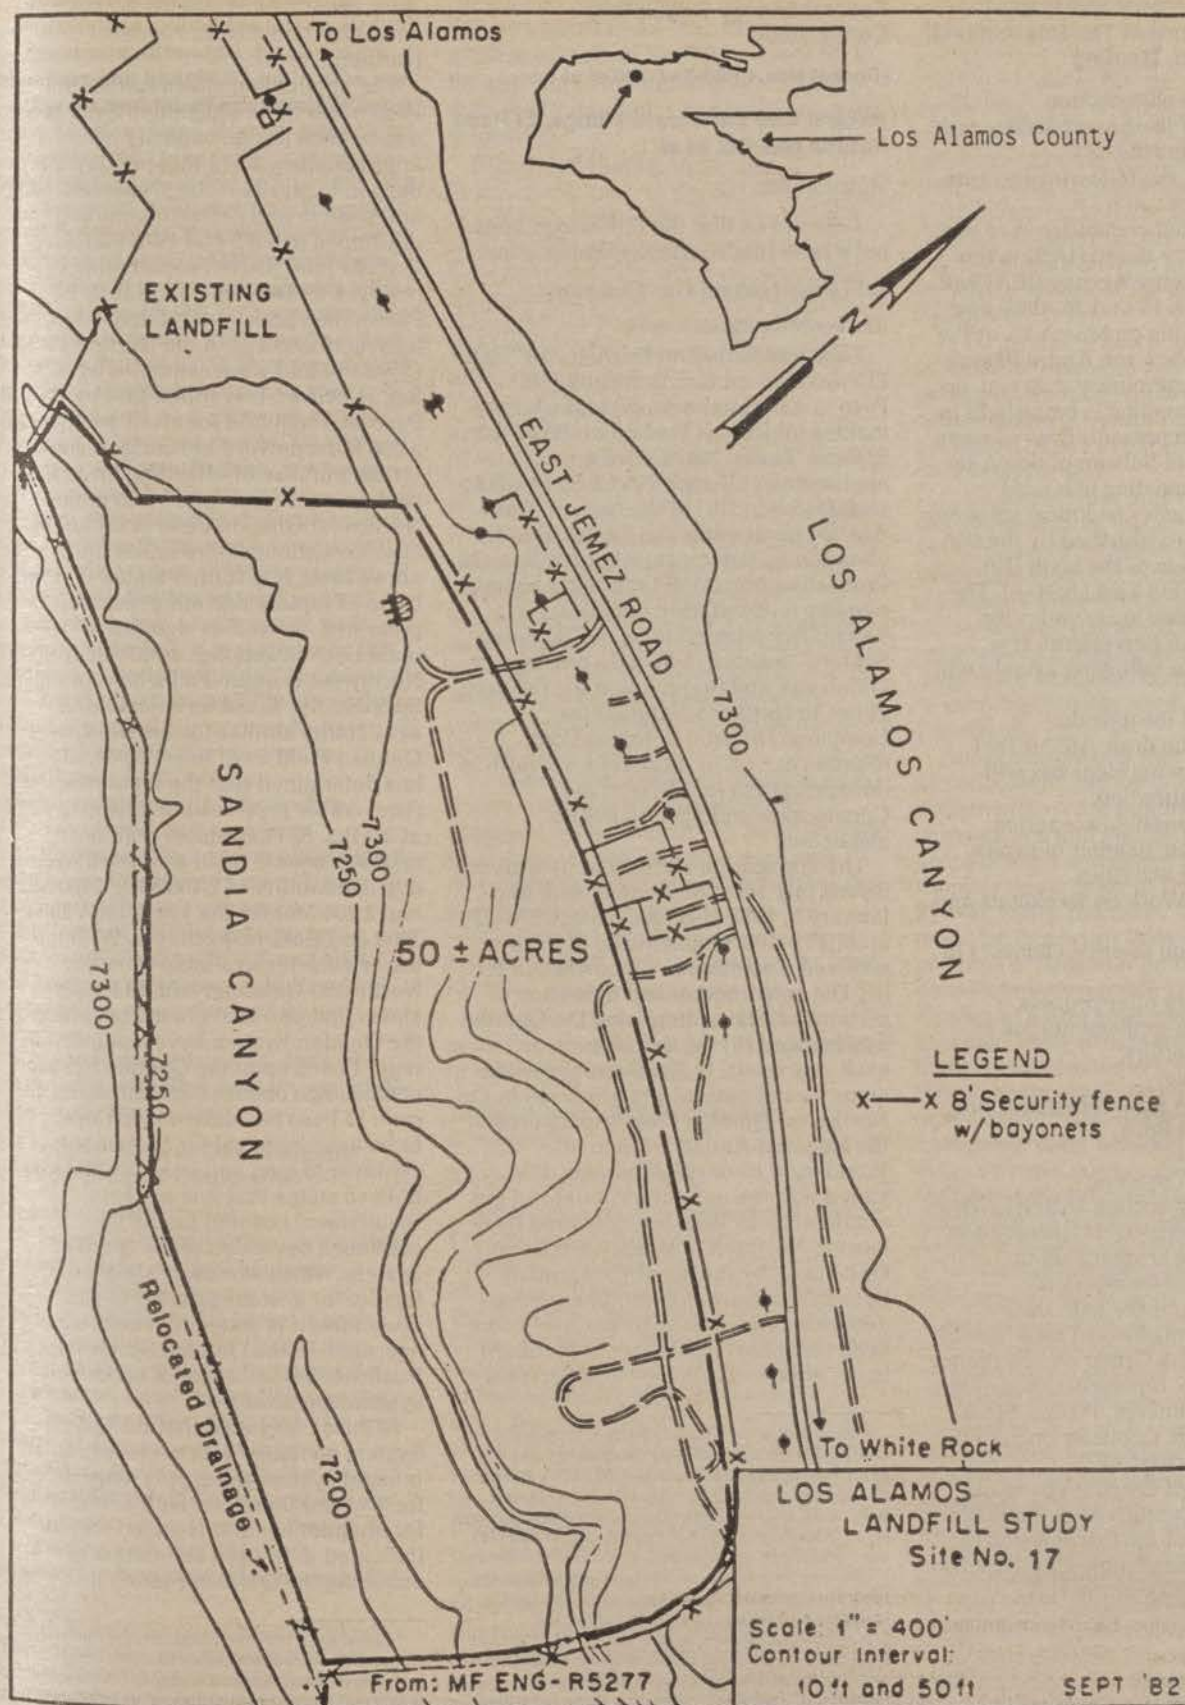 To Los Alamos
Los Alamos County
N
EXISTING
LANDFILL
EAST JEMEZ ROAD
LOS ALAMOS CANYON
7300
SANDIA CANYON
7300
7250
50 ± ACRES
7300
7250
LEGEND
X——X 8' Security fence
w/bayonets
Relocated Drainage
7200
To White Rock
LOS ALAMOS
LANDFILL STUDY
Site No. 17
Scale: 1" = 400'
Contour Interval:
10 ft and 50 ft
SEPT '82
From: MF ENG-R5277